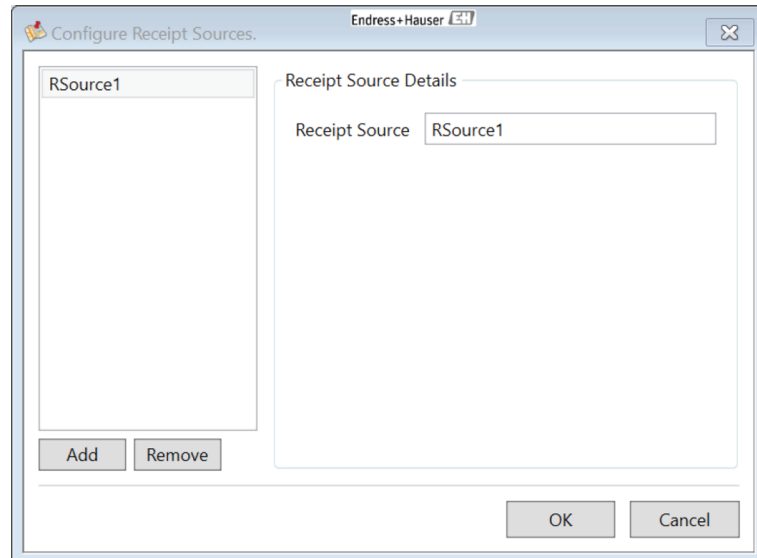 Endress+Hauser EH
Configure Receipt Sources.
RSource1
Receipt Source Details
Receipt Source RSource1
Add Remove
OK Cancel